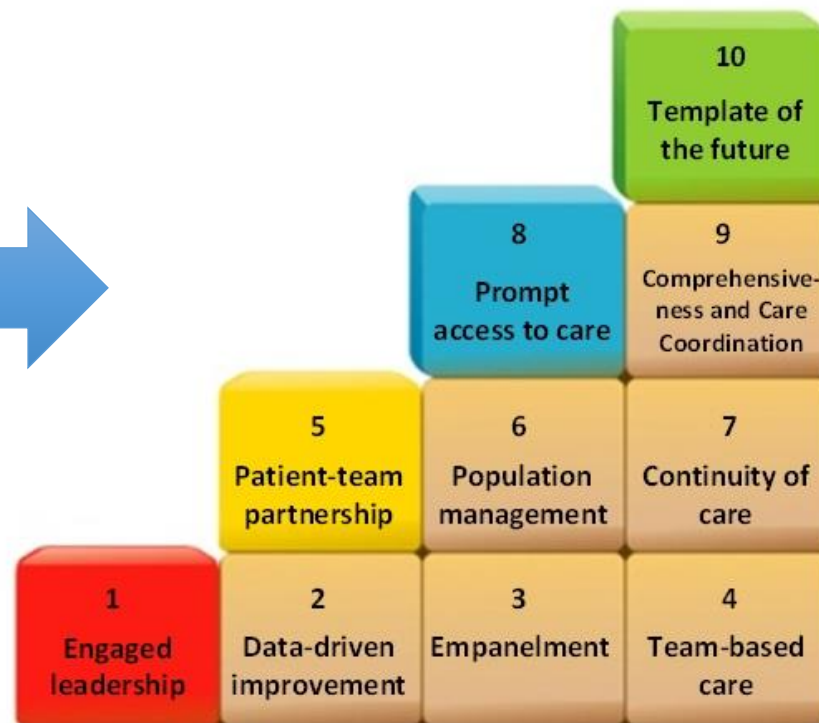 10
Template of
the future
8
Prompt
access to care
9
Comprehensive-
ness and Care
Coordination
5
Patient-team
partnership
6
Population
management
7
Continuity of
care
1
Engaged
leadership
2
Data-driven
improvement
3
Empanelment
4
Team-based
care